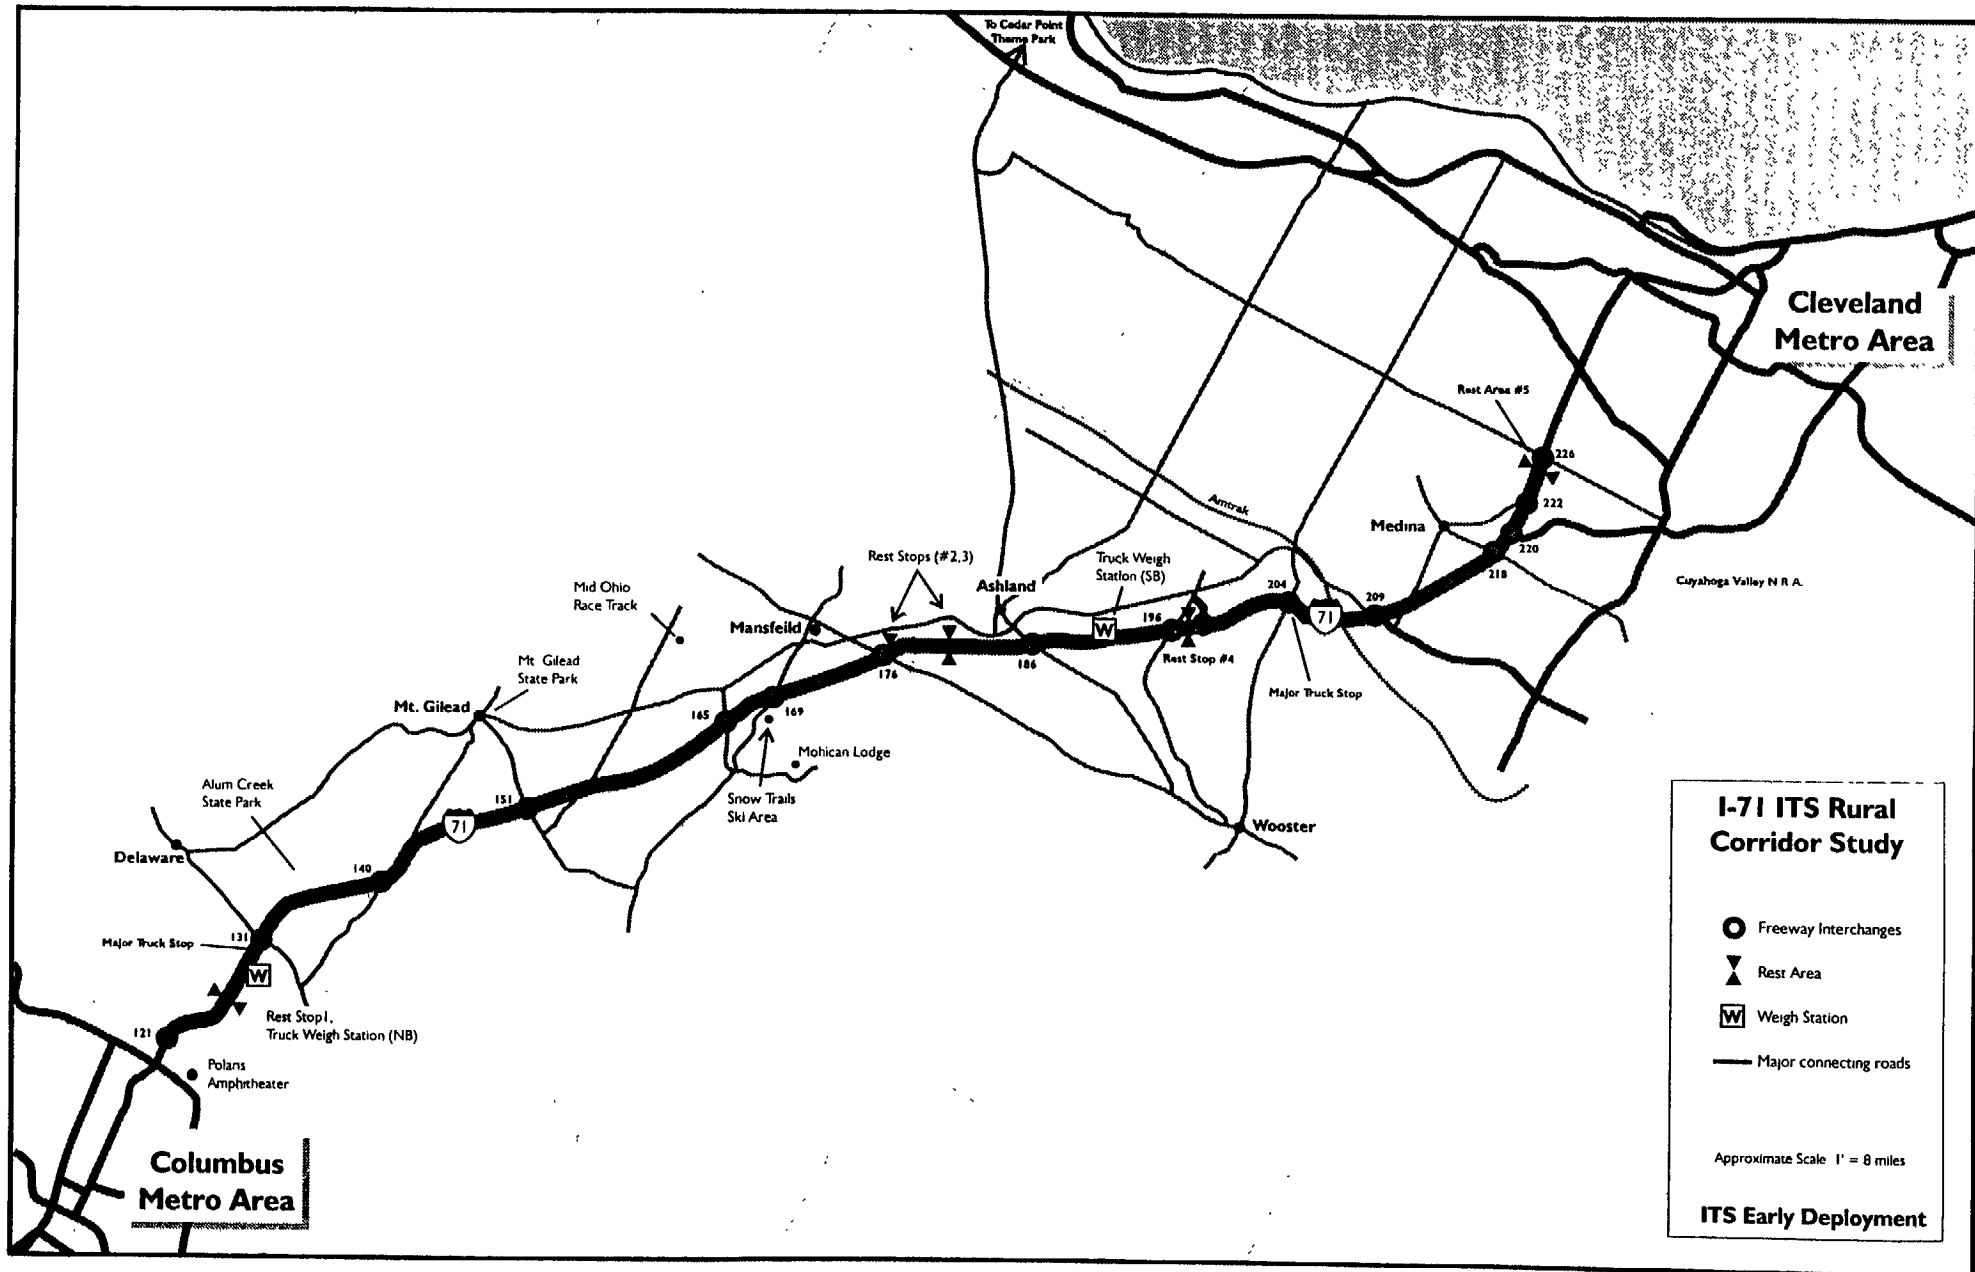 To Cedar Point
Theme Park
Cleveland
Metro Area
Rest Area #5
226
222
Amtrak
Medina
220
218
Rest Stops (#2,3)
Truck Weigh
Station (SB)
Ashland
204
209
Cuyahoga Valley N R A.
Mid Ohio
Race Track
Mansfeild
196
71
176
186
Rest Stop #4
Major Truck Stop
Mt Gilead
State Park
Mt. Gilead
165
169
Mohican Lodge
Alum Creek
State Park
151
Snow Trails
Ski Area
71
Wooster
Delaware
140
131
Major Truck Stop
W
W
Rest Stop1,
Truck Weigh Station (NB)
121
Polaris
Amphitheater
Columbus
Metro Area
I-71 ITS Rural
Corridor Study
Freeway Interchanges
Rest Area
W Weigh Station
Major connecting roads
Approximate Scale 1' = 8 miles
ITS Early Deployment